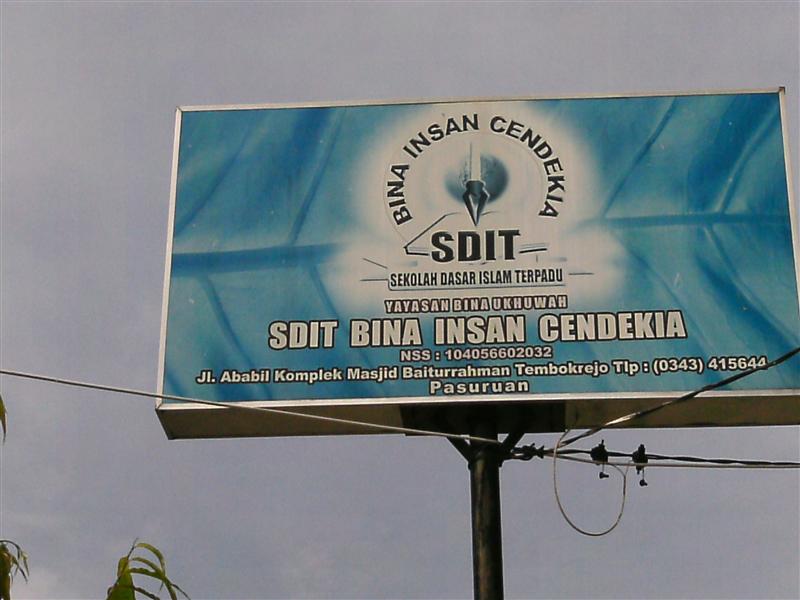 BINA INSAN CENDEKIA
SDIT
SEKOLAH DASAR ISLAM TERPADU
YAYASAN BINA UKHUWAH
SDIT BINA INSAN CENDEKIA
NSS : 104056602032
Jl. Ababil Komplek Masjid Baiturrahman Tembokrejo Tlp : (0343) 415644
Pasuruan